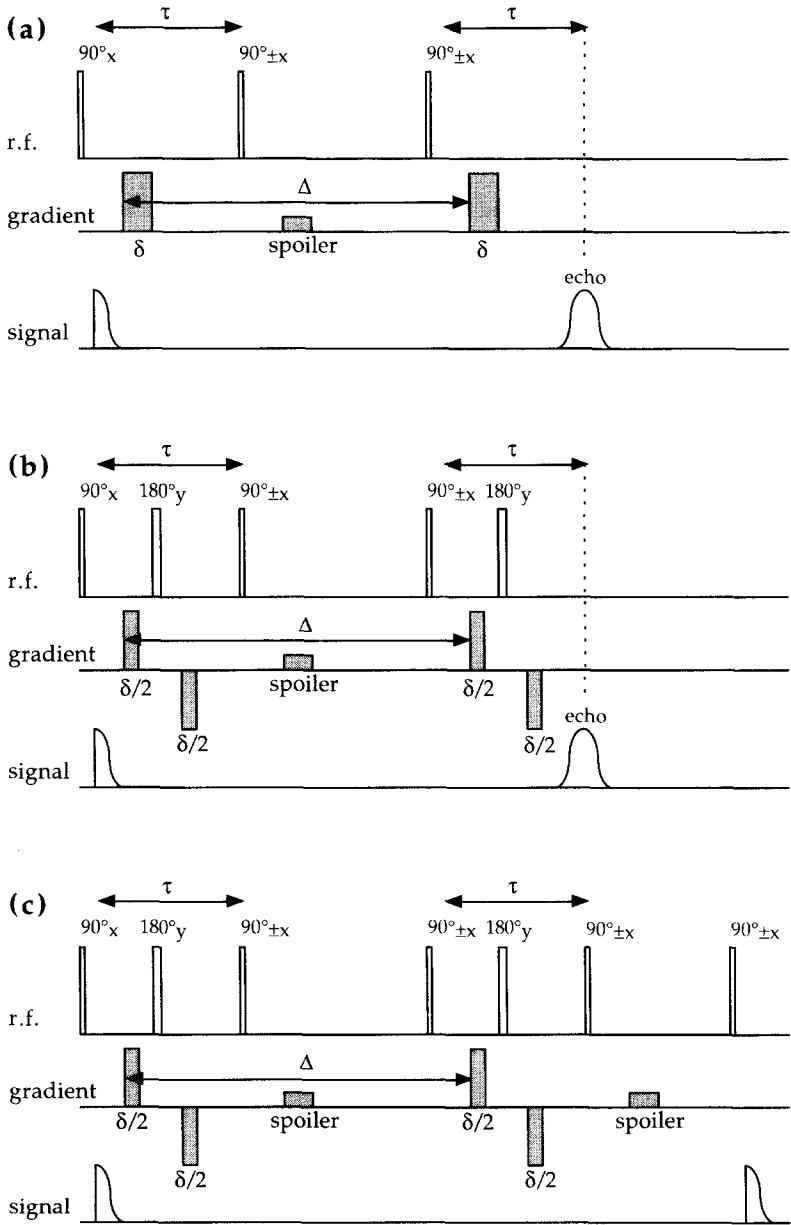 (a)
τ τ
90°x 90°±x 90°±x
r.f.
Δ
gradient
δ spoiler δ
echo
signal
(b)
τ τ
90°x 180°y 90°±x 90°±x 180°y
r.f.
Δ
gradient
δ/2 spoiler δ/2
δ/2 δ/2 echo
signal
(c)
τ τ
90°x 180°y 90°±x 90°±x 180°y 90°±x 90°±x
r.f.
Δ
gradient
δ/2 spoiler δ/2 spoiler
δ/2 δ/2
signal